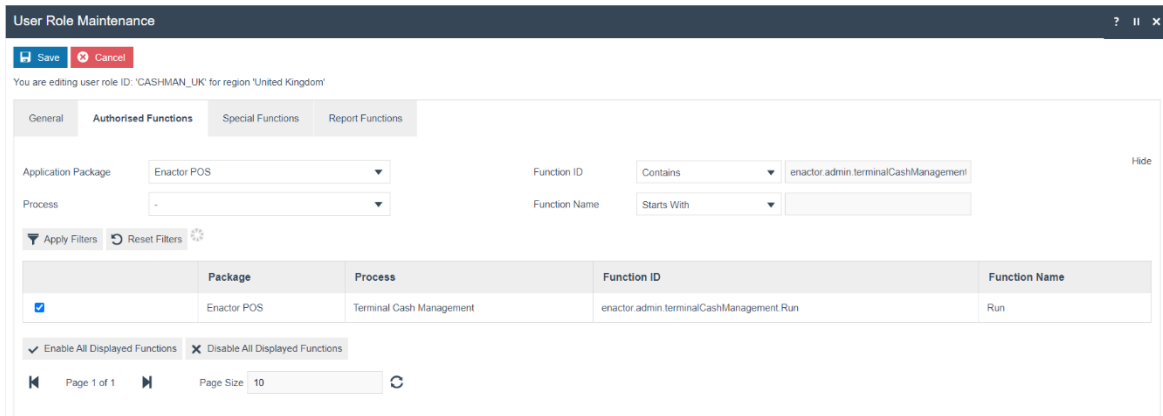 User Role Maintenance ? II X
Save Cancel
You are editing user role ID: 'CASHMAN_UK' for region 'United Kingdom'
General Authorised Functions Special Functions Report Functions
Application Package Enactor POS Function ID Contains enactor.admin.terminalCashManagement Hide
Process - Function Name Starts With
Apply Filters Reset Filters
Package Process Function ID Function Name
Enactor POS Terminal Cash Management enactor.admin.terminalCashManagement.Run Run
Enable All Displayed Functions Disable All Displayed Functions
Page 1 of 1 Page Size 10